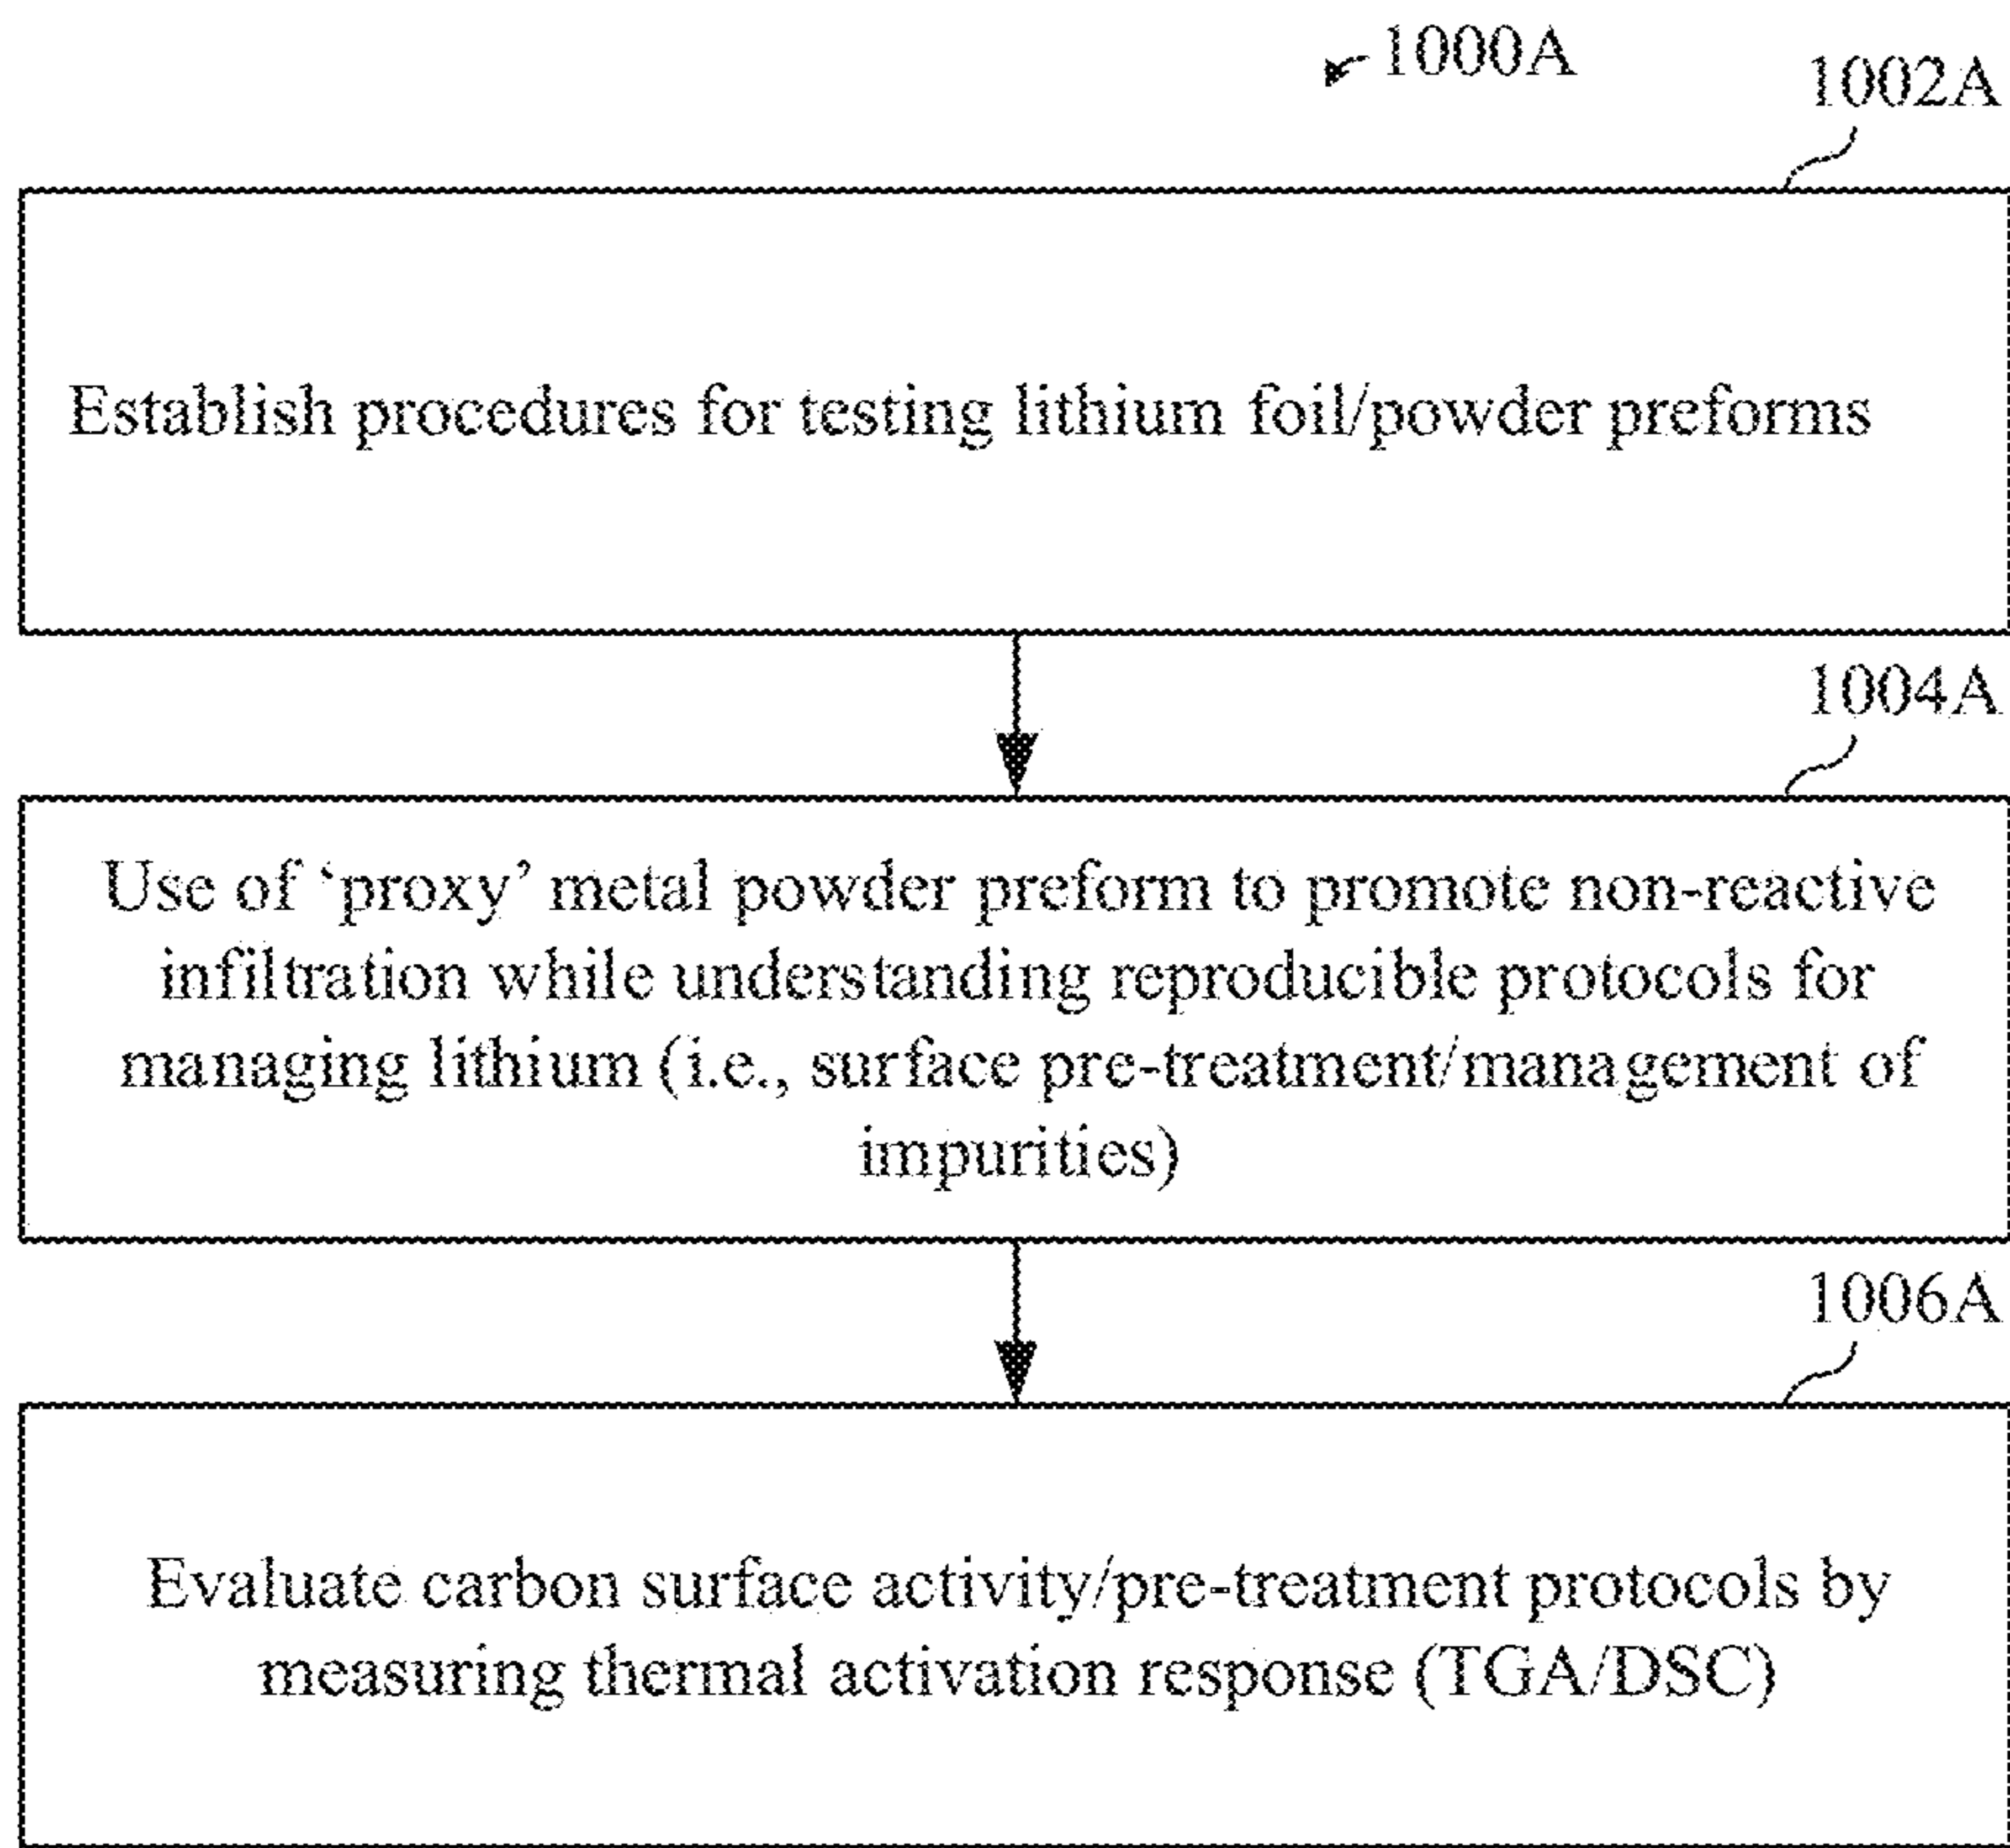 1000A
1002A
Establish procedures for testing lithium foil/powder preforms
1004A
Use of ‘proxy’ metal powder preform to promote non-reactive
infiltration while understanding reproducible protocols for
managing lithium (i.e., surface pre-treatment/management of
impurities)
1006A
Evaluate carbon surface activity/pre-treatment protocols by
measuring thermal activation response (TGA/DSC)